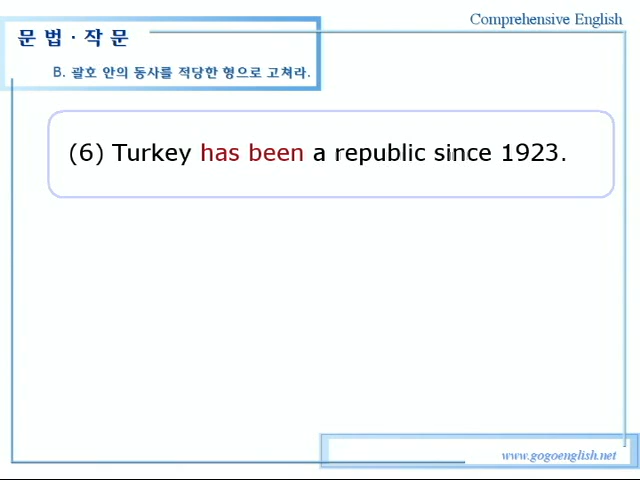 Comprehensive English
문 법 · 작 문
B. 괄호 안의 동사를 적당한 형으로 고쳐라.
(6) Turkey has been a republic since 1923.
www.gogoenglish.net